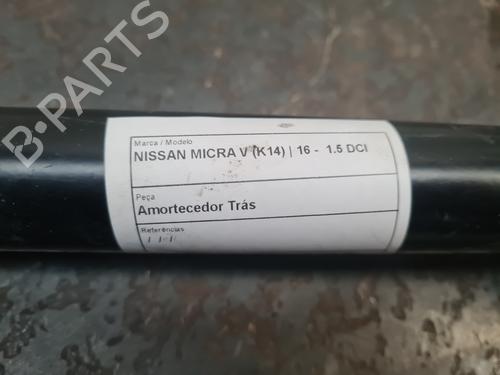 Marca / Modelo
NISSAN MICRA V (K14) | 16 - 1.5 DCI
Peça
Amortecedor Trás
Referências
B-PARTS